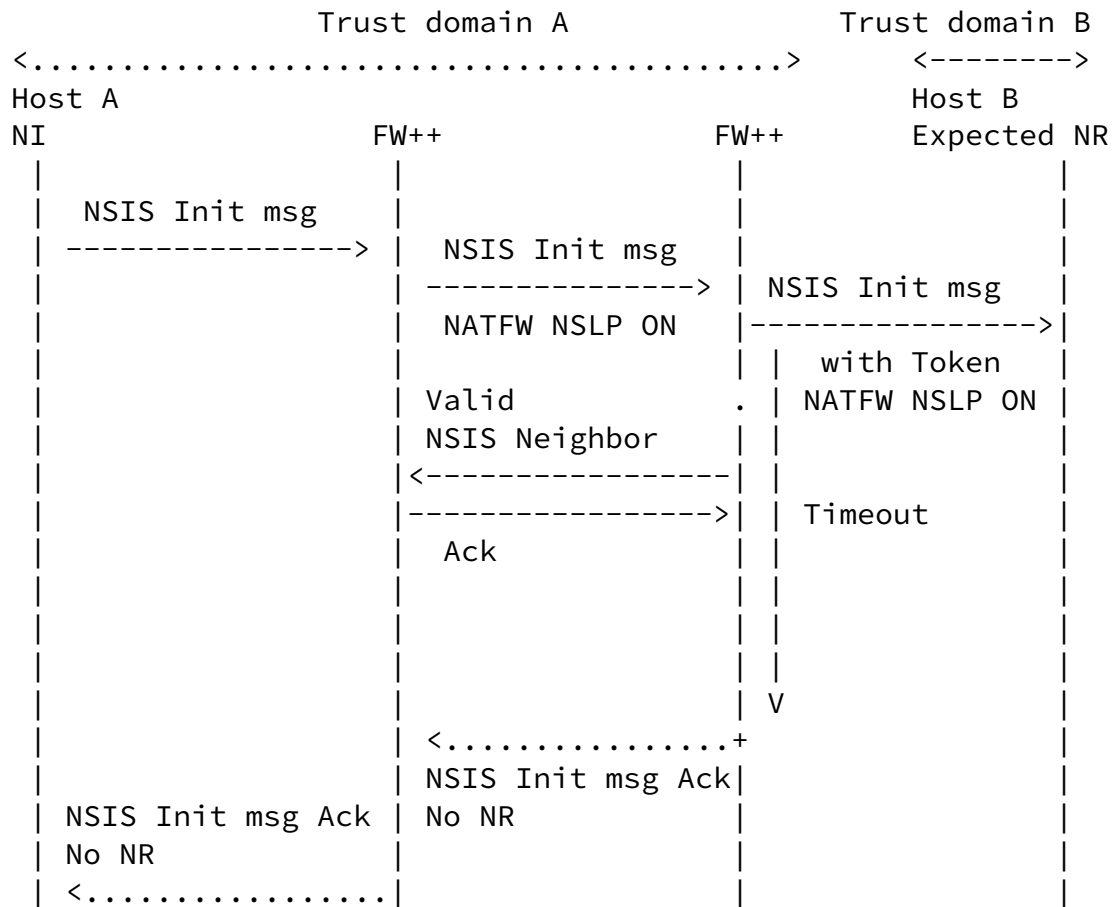 Trust domain A Trust domain B
<..........................................> <-------->
Host A Host B
NI FW++ FW++ Expected NR
NSIS Init msg
----------------> NSIS Init msg
---------------> NSIS Init msg
NATFW NSLP ON ---------------->
with Token
Valid . NATFW NSLP ON
NSIS Neighbor
<-----------------
-----------------> Timeout
Ack
V
<................+
NSIS Init msg Ack
NSIS Init msg Ack No NR
No NR
<.................